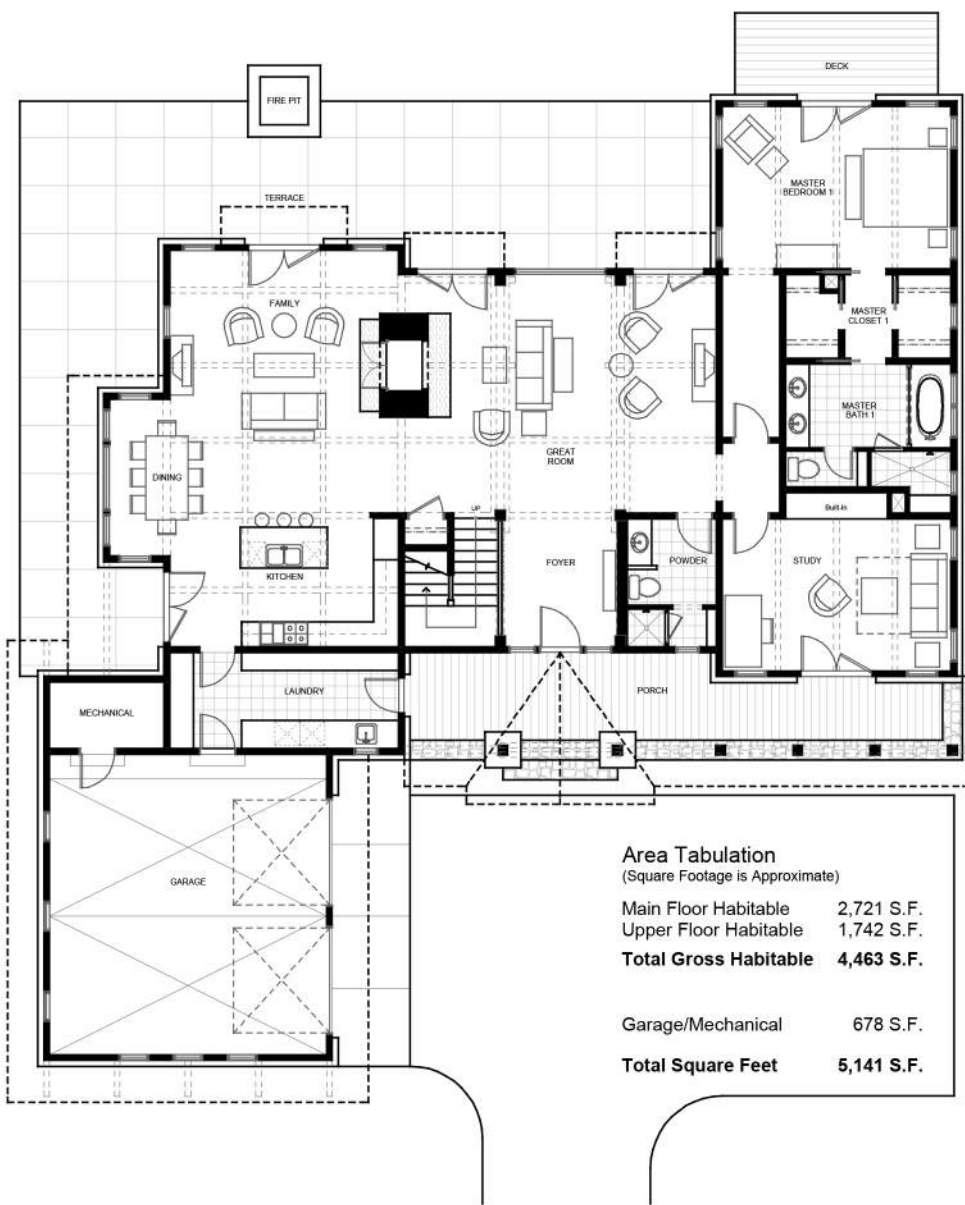 DECK
FIRE PIT
TERRACE
MASTER
BEDROOM 1
FAMILY
MASTER
CLOSET 1
MASTER
BATH 1
GREAT
ROOM
DINING
UP
Built-In
KITCHEN
FOYER
POWDER
STUDY
LAUNDRY
PORCH
MECHANICAL
GARAGE
Area Tabulation
(Square Footage is Approximate)
Main Floor Habitable 2,721 S.F.
Upper Floor Habitable 1,742 S.F.
Total Gross Habitable 4,463 S.F.
Garage/Mechanical 678 S.F.
Total Square Feet 5,141 S.F.